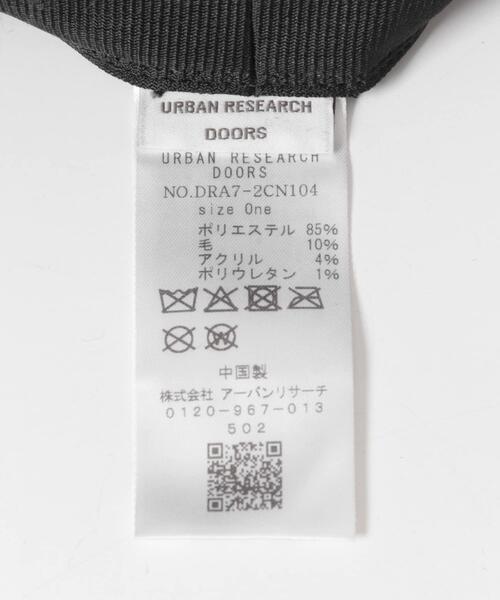 URBAN RESEARCH
DOORS
URBAN RESEARCH
DOORS
NO.DRA7-2CN104
size One
ポリエステル 85%
毛 10%
アクリル 4%
ポリウレタン 1%
中国製
株式会社 アーバンリサーチ
0120-967-013
502